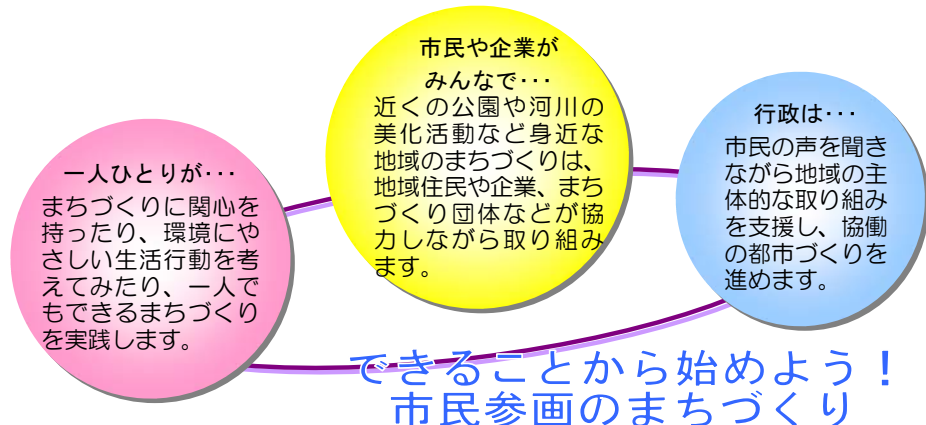 一人ひとりが･･･
まちづくりに関心を
持ったり、環境にや
さしい生活行動を考
えてみたり、一人で
もできるまちづくり
を実践します。
市民や企業が
みんなで･･･
近くの公園や河川の
美化活動など身近な
地域のまちづくりは、
地域住民や企業、まち
づくり団体などが協
力しながら取り組み
ます。
行政は･･･
市民の声を聞き
ながら地域の主
体的な取り組み
を支援し、協働
の都市づくりを
進めます。
できることから始めよう！
市民参画のまちづくり